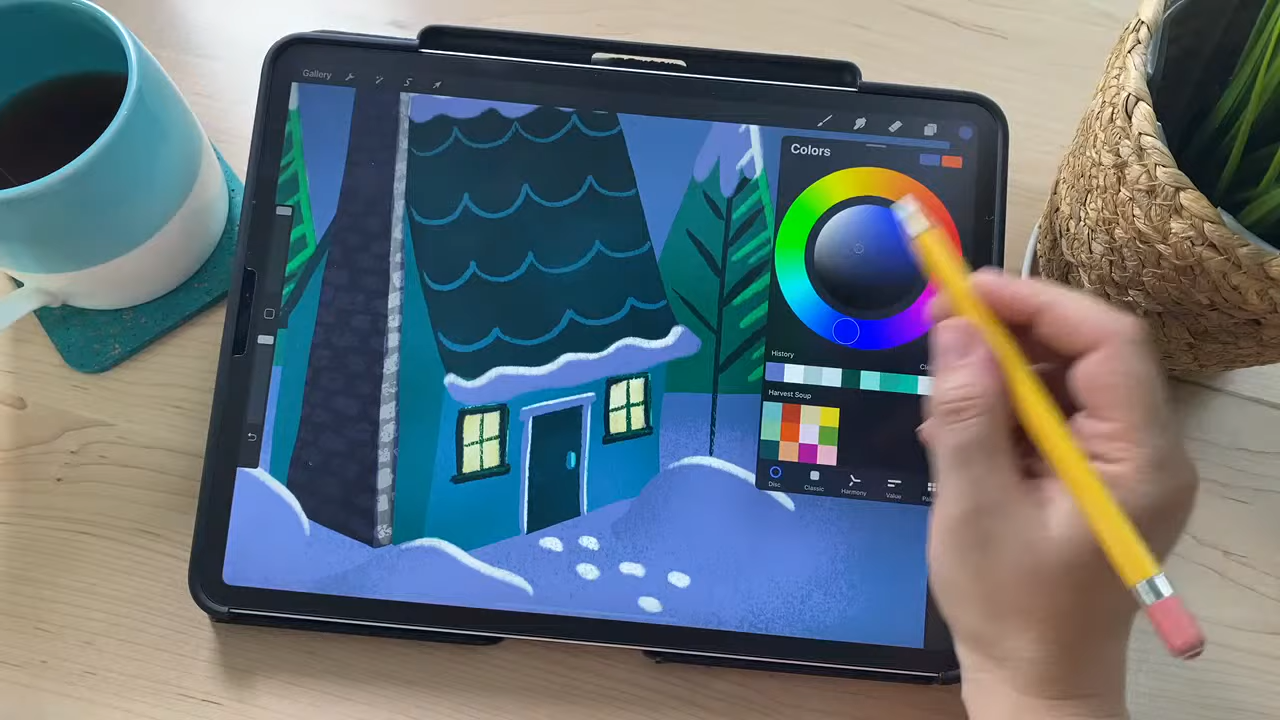 Gallery
Colors
History
Harvest Soup
Disc
Classic
Harmony
Value